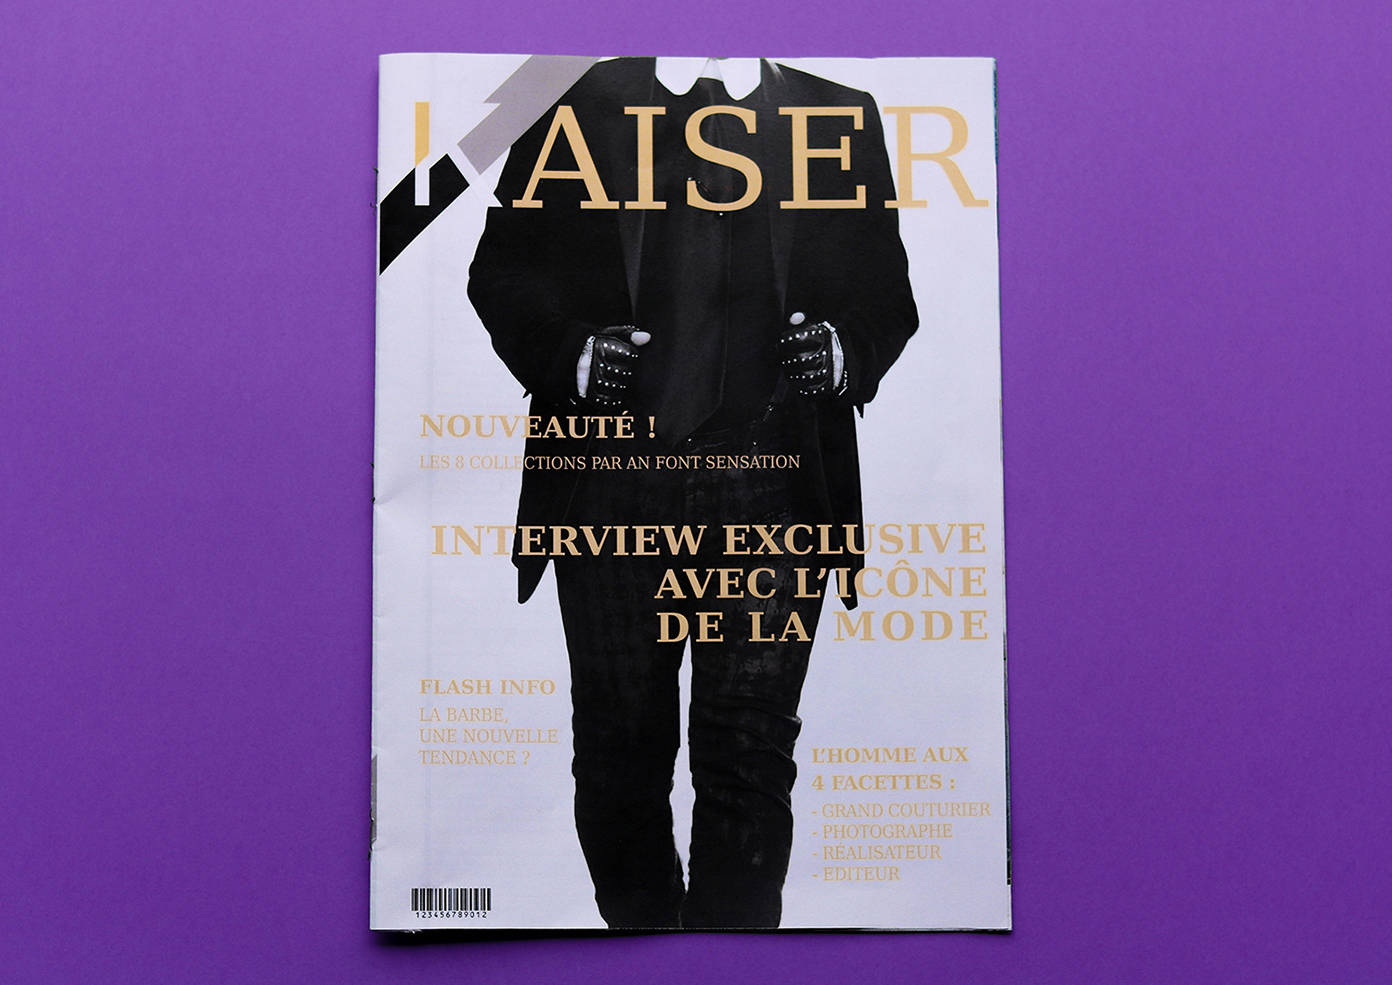 KAISER
NOUVEAUTÉ !
LES 8 COLLECTIONS PAR AN FONT SENSATION
INTERVIEW EXCLUSIVE
AVEC L’ICÔNE
DE LA MODE
FLASH INFO
LA BARBE,
UNE NOUVELLE
TENDANCE ?
L’HOMME AUX
4 FACETTES :
- GRAND COUTURIER
- PHOTOGRAPHE
- RÉALISATEUR
- EDITEUR
123456789012